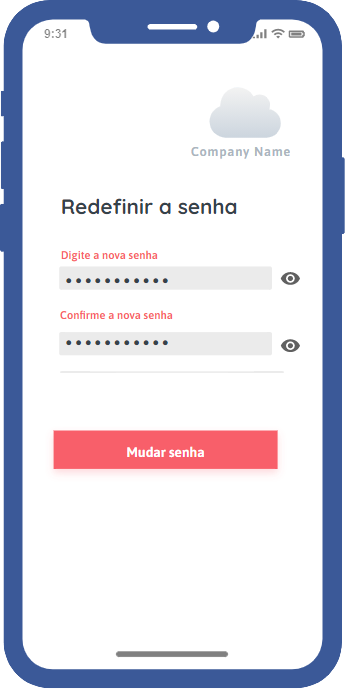 9:31
Company Name
Redefinir a senha
Digite a nova senha
•••••••••••
Confirme a nova senha
•••••••••••
Mudar senha